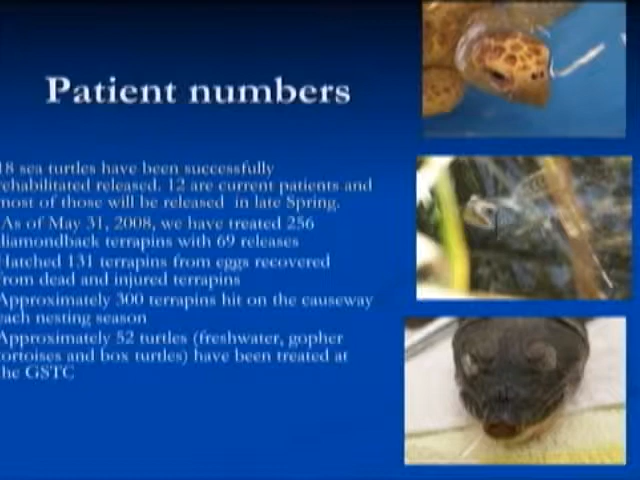 Patient numbers
18 sea turtles have been successfully
rehabilitated released. 12 are current patients and
most of those will be released in late Spring.
As of May 31, 2008, we have treated 256
diamondback terrapins with 69 releases
Hatched 131 terrapins from eggs recovered
from dead and injured terrapins
Approximately 300 terrapins hit on the causeway
each nesting season
Approximately 52 turtles (freshwater, gopher
tortoises and box turtles) have been treated at
the GSTC